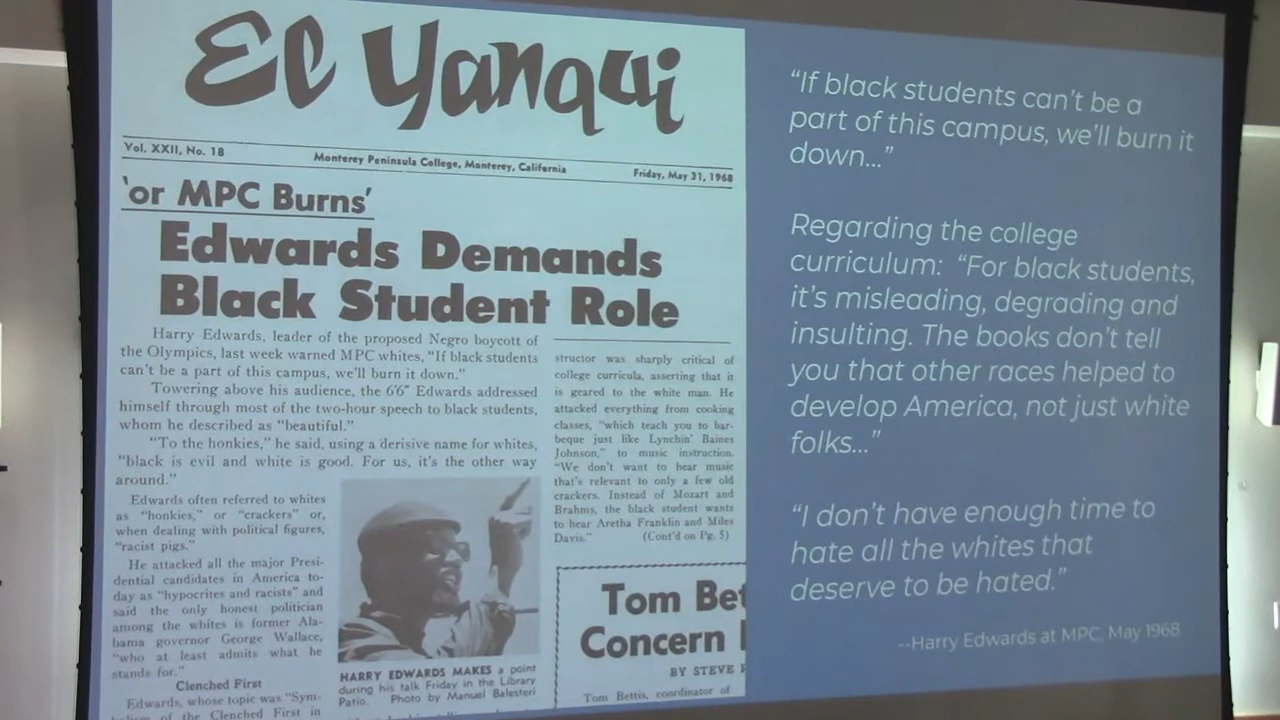 El Yanqui
Vol. XXII, No. 18
Monterey Peninsula College, Monterey, California
Friday, May 31, 1968
'or MPC Burns'
Edwards Demands
Black Student Role
Harry Edwards, leader of the proposed Negro boycott of
the Olympics, last week warned MPC whites, "If black students
can't be a part of this campus, we'll burn it down."
Towering above his audience, the 6'6" Edwards addressed
himself through most of the two-hour speech to black students,
whom he described as "beautiful."
"To the honkies," he said, using a derisive name for whites,
"black is evil and white is good. For us, it's the other way
around."
Edwards often referred to whites
as "honkies," or "crackers" or,
when dealing with political figures,
"racist pigs."
He attacked all the major Presi-
dential candidates in America to-
day as "hypocrites and racists" and
said the only honest politician
among the whites is former Ala-
bama governor George Wallace,
"who at least admits what he
stands for."
Clenched First
Edwards, whose topic was "Sym-
of the Clenched First in
HARRY EDWARDS MAKES a point
during his talk Friday in the Library
Patio. Photo by Manuel Balesteri
structor was sharply critical of
college curricula, asserting that it
is geared to the white man. He
attacked everything from cooking
classes, "which teach you to bar-
beque just like Lynchin' Baines
Johnson," to music instruction.
"We don't want to hear music
that's relevant to only a few old
crackers. Instead of Mozart and
Brahms, the black student wants
to hear Aretha Franklin and Miles
Davis." (Cont'd on Pg. 5)
Tom Bet
Concern
BY STEVE
Tom Bettis, coordinator of
"If black students can't be a
part of this campus, we'll burn it
down..."
Regarding the college
curriculum: "For black students,
it's misleading, degrading and
insulting. The books don't tell
you that other races helped to
develop America, not just white
folks..."
"I don't have enough time to
hate all the whites that
deserve to be hated."
--Harry Edwards at MPC, May 1968